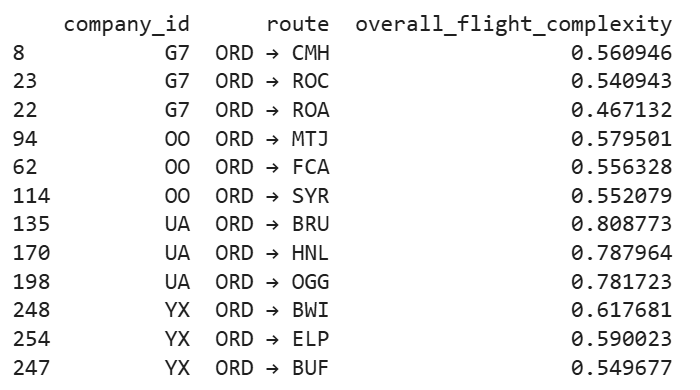 company_id route overall_flight_complexity
8 G7 ORD → CMH 0.560946
23 G7 ORD → ROC 0.540943
22 G7 ORD → ROA 0.467132
94 OO ORD → MTJ 0.579501
62 OO ORD → FCA 0.556328
114 OO ORD → SYR 0.552079
135 UA ORD → BRU 0.808773
170 UA ORD → HNL 0.787964
198 UA ORD → OGG 0.781723
248 YX ORD → BWI 0.617681
254 YX ORD → ELP 0.590023
247 YX ORD → BUF 0.549677